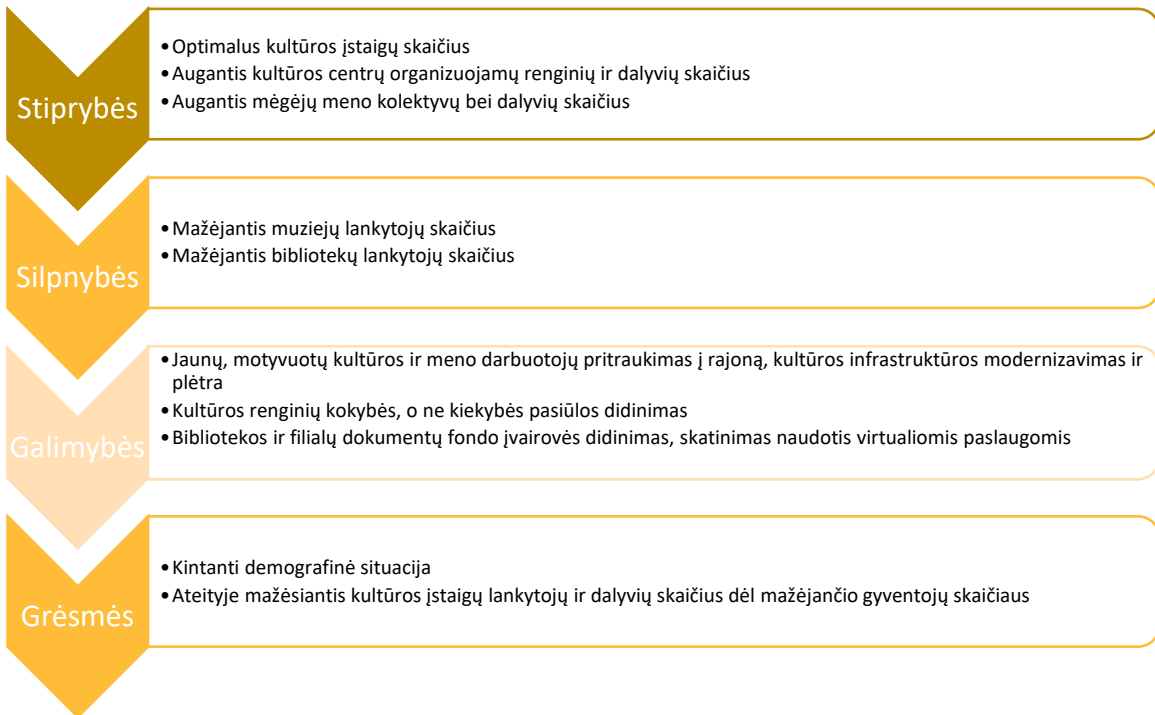 Stiprybės
•Optimalus kultūros įstaigų skaičius
•Augantis kultūros centrų organizuojamų renginių ir dalyvių skaičius
•Augantis mėgėjų meno kolektyvų bei dalyvių skaičius
Silpnybės
•Mažėjantis muziejų lankytojų skaičius
•Mažėjantis bibliotekų lankytojų skaičius
Galimybės
•Jaunų, motyvuotų kultūros ir meno darbuotojų pritraukimas į rajoną, kultūros infrastruktūros modernizavimas ir
plėtra
•Kultūros renginių kokybės, o ne kiekybės pasiūlos didinimas
•Bibliotekos ir filialų dokumentų fondo įvairovės didinimas, skatinimas naudotis virtualiomis paslaugomis
Grėsmės
•Kintanti demografinė situacija
•Ateityje mažėsiantis kultūros įstaigų lankytojų ir dalyvių skaičius dėl mažėjančio gyventojų skaičiaus